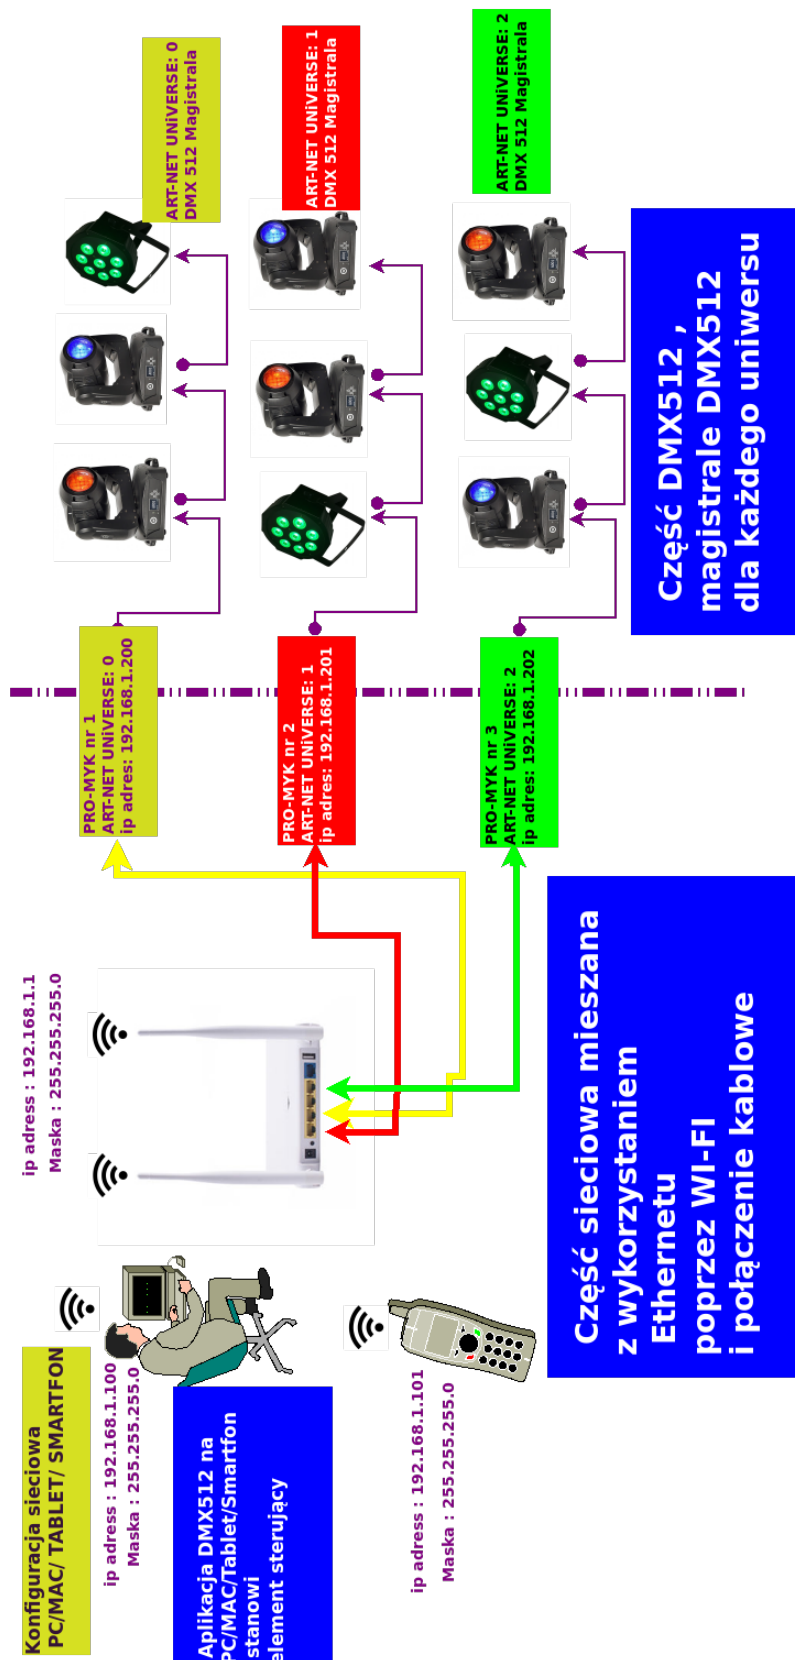 Konfiguracja sieciowa
PC/MAC/ TABLET/ SMARTFON
ip adress : 192.168.1.100
Maska : 255.255.255.0
Aplikacja DMX512 na
PC/MAC/Tablet/Smartfon
stanowi
element sterujący
ip adress : 192.168.1.101
Maska : 255.255.255.0
ip adress : 192.168.1.1
Maska : 255.255.255.0
Część sieciowa mieszana
z wykorzystaniem
Ethernetu
poprzez WI-FI
i połączenie kablowe
PRO-MYK nr 1
ART-NET UNiVERSE: 0
ip adres: 192.168.1.200
PRO-MYK nr 2
ART-NET UNiVERSE: 1
ip adres: 192.168.1.201
PRO-MYK nr 3
ART-NET UNiVERSE: 2
ip adres: 192.168.1.202
ART-NET UNiVERSE: 0
DMX 512 Magistrala
ART-NET UNiVERSE: 1
DMX 512 Magistrala
ART-NET UNiVERSE: 2
DMX 512 Magistrala
Część DMX512 ,
magistrale DMX512
dla każdego uniwersu